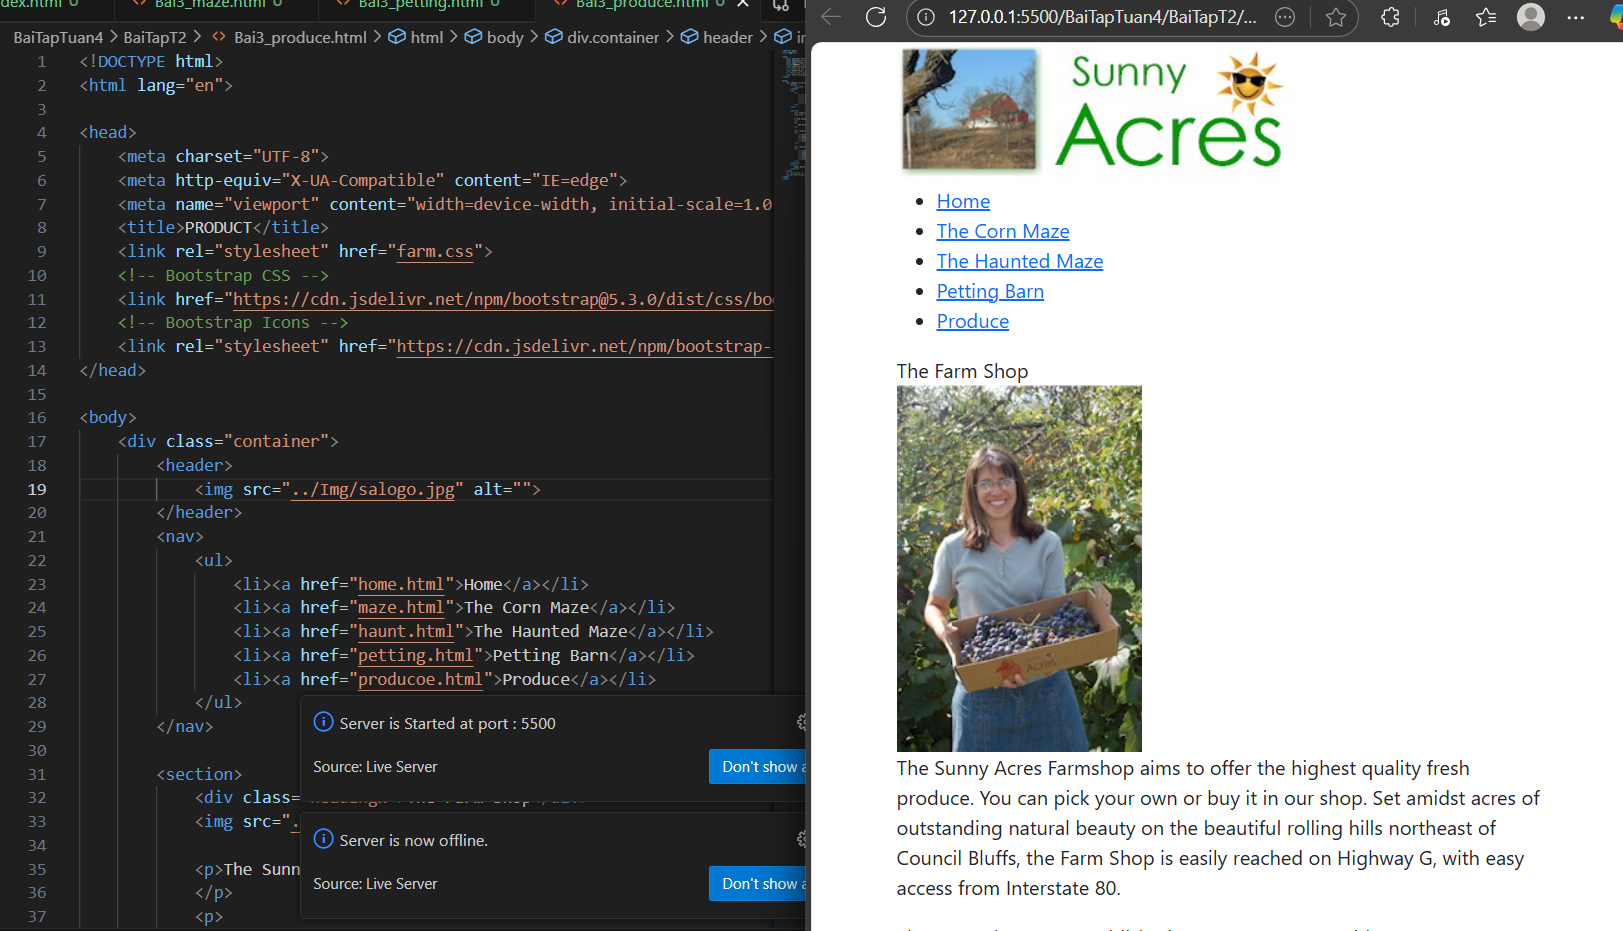 dex.html U
Bai3_maze.html U
Bai3_petting.html U
Bai3_produce.html U
BaiTapTuan4 > BaiTapT2 > Bai3_produce.html > html > body > div.container > header >
1 <!DOCTYPE html>
2 <html lang="en">
3
4 <head>
5 <meta charset="UTF-8">
6 <meta http-equiv="X-UA-Compatible" content="IE=edge">
7 <meta name="viewport" content="width=device-width, initial-scale=1.0
8 <title>PRODUCT</title>
9 <link rel="stylesheet" href="farm.css">
10 <!-- Bootstrap CSS -->
11 <link href="https://cdn.jsdelivr.net/npm/bootstrap@5.3.0/dist/css/bo
12 <!-- Bootstrap Icons -->
13 <link rel="stylesheet" href="https://cdn.jsdelivr.net/npm/bootstrap-
14 </head>
15
16 <body>
17 <div class="container">
18 <header>
19 <img src="../Img/salogo.jpg" alt="">
20 </header>
21 <nav>
22 <ul>
23 <li><a href="home.html">Home</a></li>
24 <li><a href="maze.html">The Corn Maze</a></li>
25 <li><a href="haunt.html">The Haunted Maze</a></li>
26 <li><a href="petting.html">Petting Barn</a></li>
27 <li><a href="producoe.html">Produce</a></li>
28 </ul>
29 </nav>
30
31 <section>
32 <div class=
33 <img src=".
34
35 <p>The Sunn
36 </p>
37 <p>
Server is Started at port : 5500
Source: Live Server
Don't show a
Server is now offline.
Source: Live Server
Don't show a
127.0.0.1:5500/BaiTapTuan4/BaiTapT2/...
Sunny
Acres
Home
The Corn Maze
The Haunted Maze
Petting Barn
Produce
The Farm Shop
Acres
The Sunny Acres Farmshop aims to offer the highest quality fresh
produce. You can pick your own or buy it in our shop. Set amidst acres of
outstanding natural beauty on the beautiful rolling hills northeast of
Council Bluffs, the Farm Shop is easily reached on Highway G, with easy
access from Interstate 80.